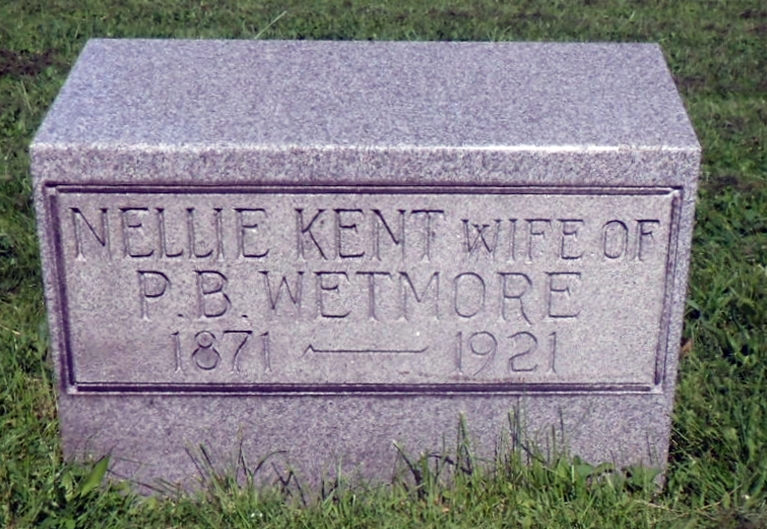 NELLIE KENT WIFE OF
P.B. WETMORE
1871 — 1921